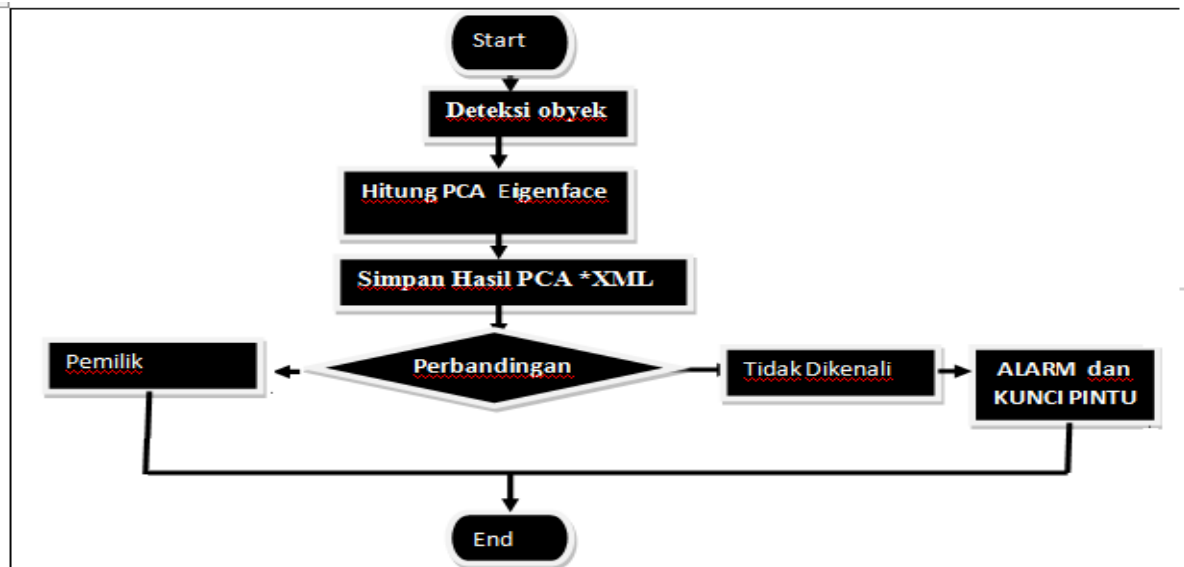 Start
Deteksi obyek
Hitung PCA Eigenface
Simpan Hasil PCA *XML
Pemilik
Perbandingan
Tidak Dikenali
ALARM dan
KUNCI PINTU
End